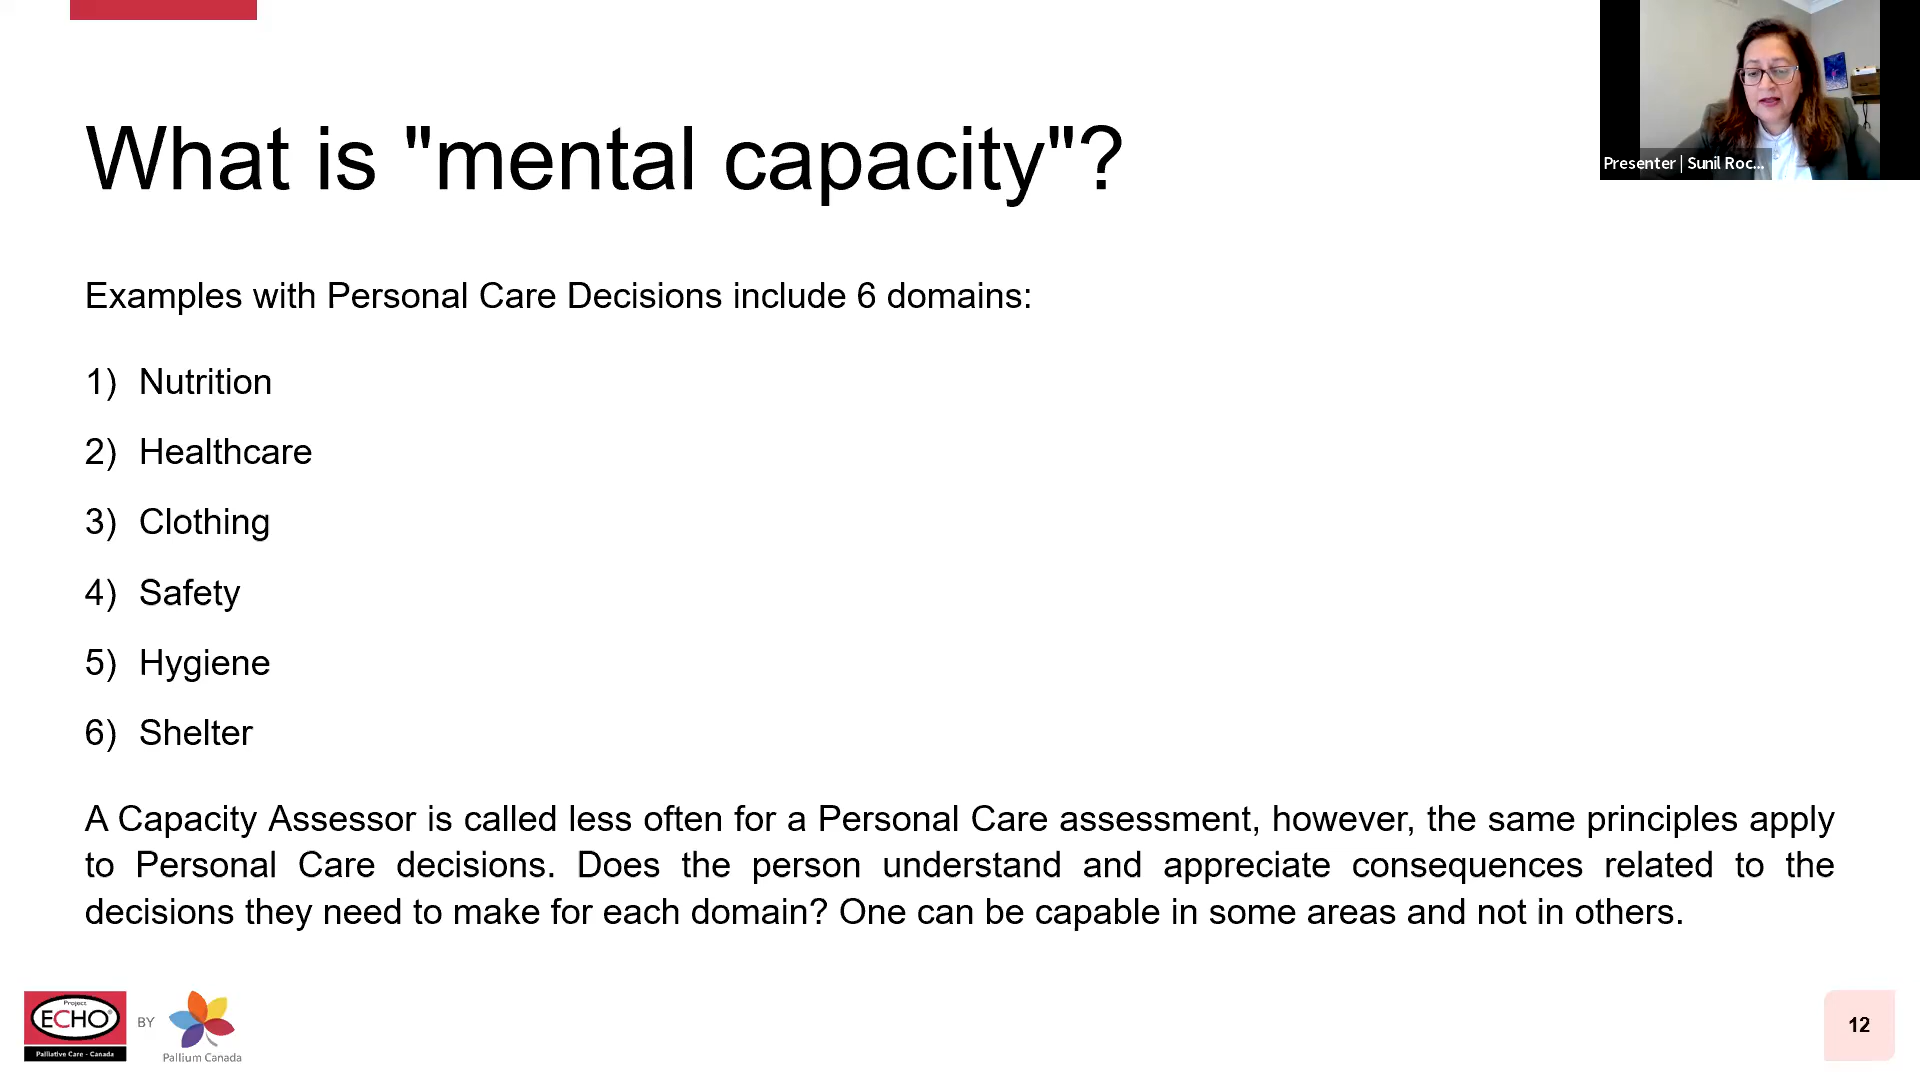 What is "mental capacity"?
Presenter | Sunil Roc...
Examples with Personal Care Decisions include 6 domains:
1) Nutrition
2) Healthcare
3) Clothing
4) Safety
5) Hygiene
6) Shelter
A Capacity Assessor is called less often for a Personal Care assessment, however, the same principles apply
to Personal Care decisions. Does the person understand and appreciate consequences related to the
decisions they need to make for each domain? One can be capable in some areas and not in others.
Project
ECHO®
Palliative Care - Canada
BY
Pallium Canada
12